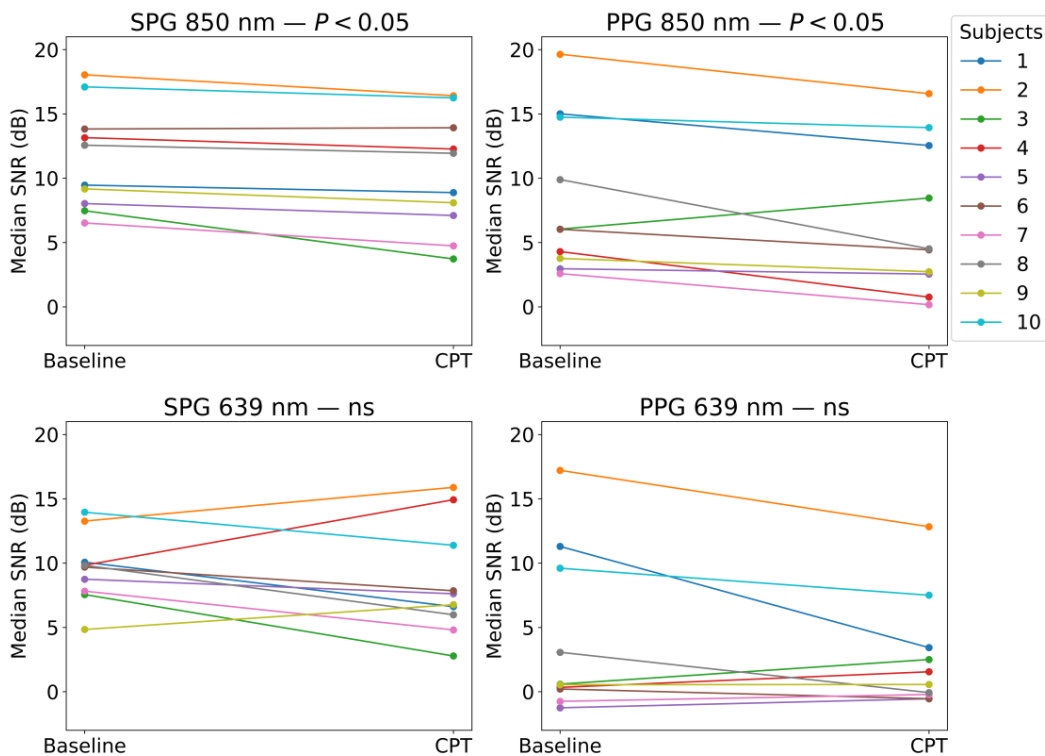 SPG 850 nm — P < 0.05
PPG 850 nm — P < 0.05
Median SNR (dB)
20
15
10
5
0
Baseline
CPT
Median SNR (dB)
20
15
10
5
0
Baseline
CPT
Subjects
1
2
3
4
5
6
7
8
9
10
SPG 639 nm — ns
PPG 639 nm — ns
Median SNR (dB)
20
15
10
5
0
Baseline
CPT
Median SNR (dB)
20
15
10
5
0
Baseline
CPT